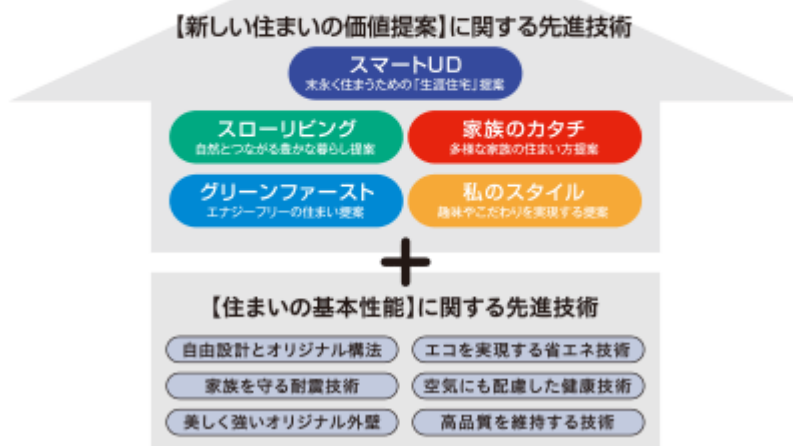 【新しい住まいの価値提案】に関する先進技術
スマートUD
末永く住まうための「生涯住宅」提案
スローリビング
自然とつながる豊かな暮らし提案
家族のカタチ
多様な家族の住まい方提案
グリーンファースト
エナジーフリーの住まい提案
私のスタイル
趣味やこだわりを実現する提案
+
【住まいの基本性能】に関する先進技術
自由設計とオリジナル構法
エコを実現する省エネ技術
家族を守る耐震技術
空気にも配慮した健康技術
美しく強いオリジナル外壁
高品質を維持する技術